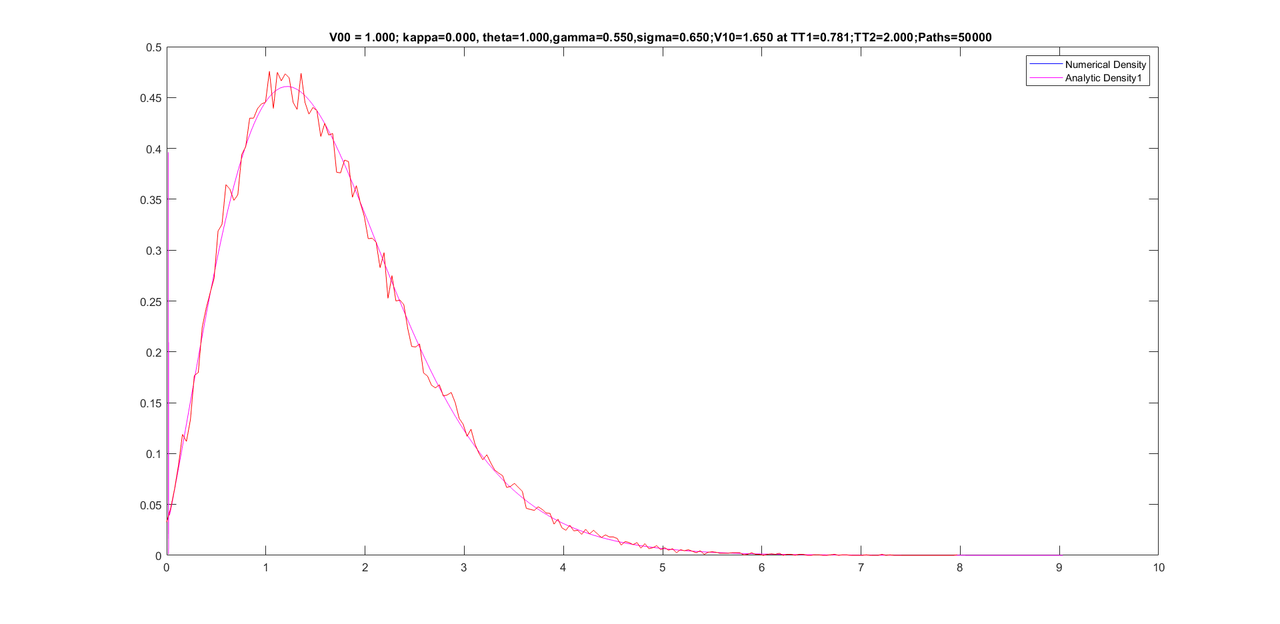 V00 = 1.000; kappa=0.000, theta=1.000,gamma=0.550,sigma=0.650;V10=1.650 at TT1=0.781;TT2=2.000;Paths=50000
Numerical Density
Analytic Density1
0.5
0.45
0.4
0.35
0.3
0.25
0.2
0.15
0.1
0.05
0
0 1 2 3 4 5 6 7 8 9 10